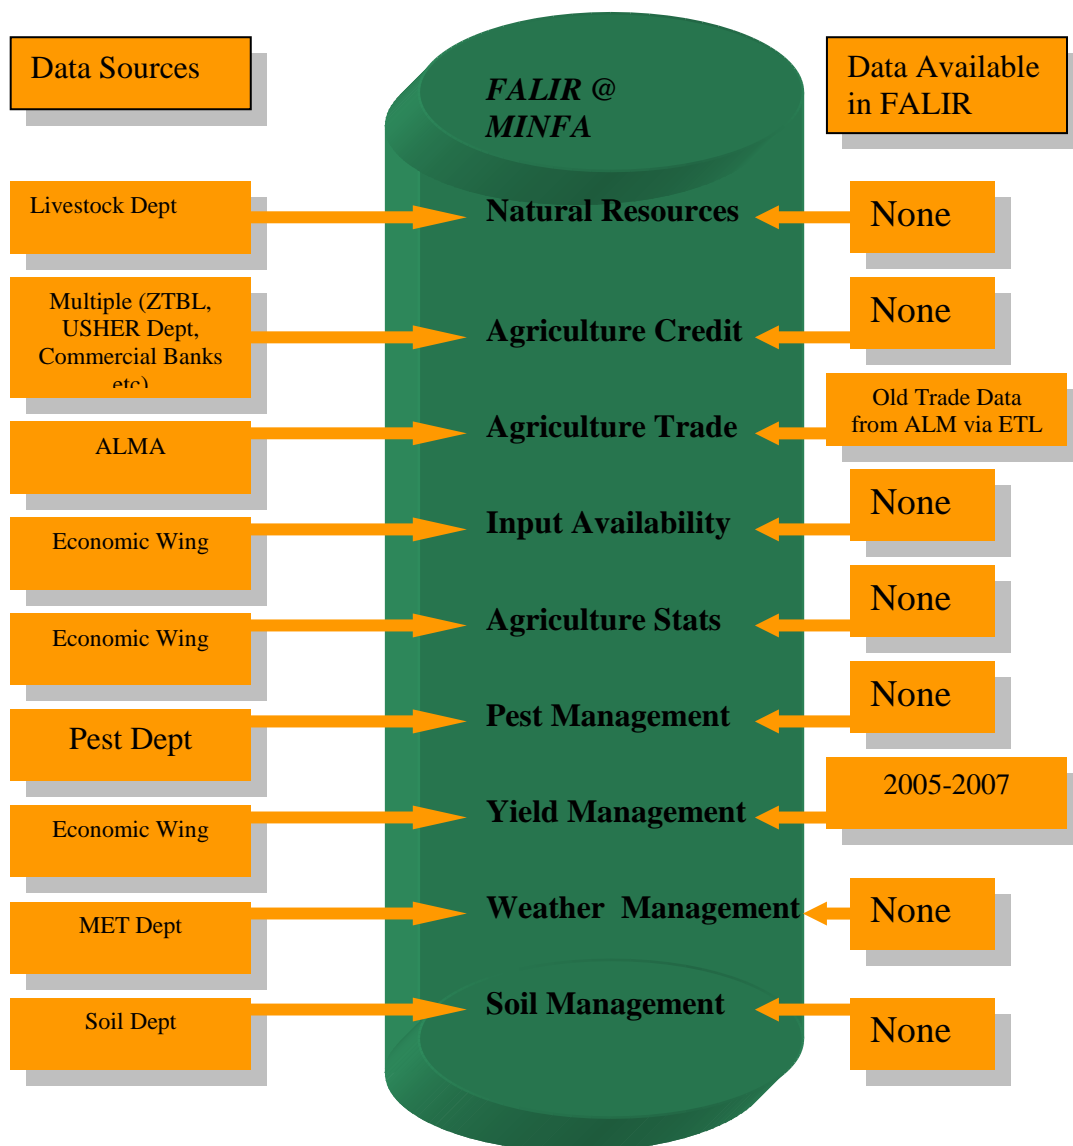 Data Sources
FALIR @
MINFA
Data Available
in FALIR
Livestock Dept
Natural Resources
None
Multiple (ZTBL,
USHER Dept,
Commercial Banks
etc)
Agriculture Credit
None
ALMA
Agriculture Trade
Old Trade Data
from ALM via ETL
Economic Wing
Input Availability
None
Economic Wing
Agriculture Stats
None
Pest Dept
Pest Management
None
Economic Wing
Yield Management
2005-2007
MET Dept
Weather Management
None
Soil Dept
Soil Management
None